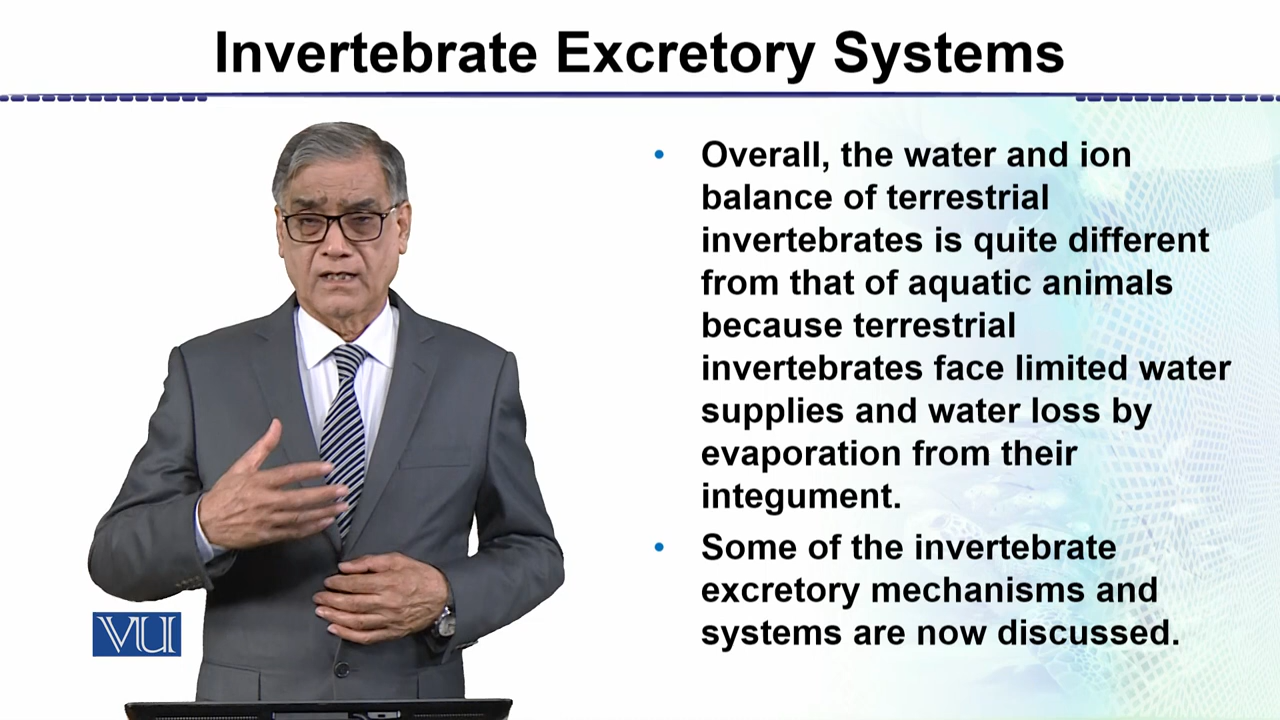 Invertebrate Excretory Systems
• Overall, the water and ion
balance of terrestrial
invertebrates is quite different
from that of aquatic animals
because terrestrial
invertebrates face limited water
supplies and water loss by
evaporation from their
integument.
• Some of the invertebrate
excretory mechanisms and
systems are now discussed.
VU